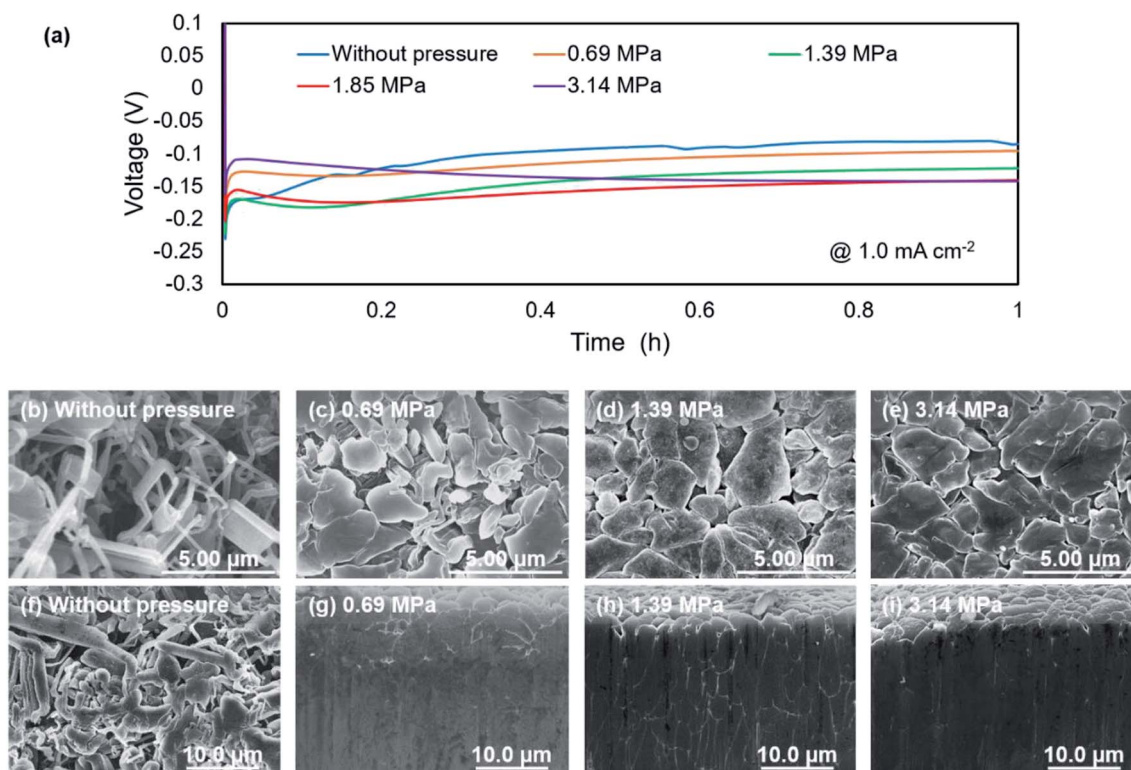 (a)
0.1
0.05
0
-0.05
-0.1
-0.15
-0.2
-0.25
-0.3
Voltage (V)
Without pressure 0.69 MPa 1.39 MPa
1.85 MPa 3.14 MPa
@ 1.0 mA cm-2
0 0.2 0.4 0.6 0.8 1
Time (h)
(b) Without pressure
5.00 µm
(c) 0.69 MPa
5.00 µm
(d) 1.39 MPa
5.00 µm
(e) 3.14 MPa
5.00 µm
(f) Without pressure
10.0 µm
(g) 0.69 MPa
10.0 µm
(h) 1.39 MPa
10.0 µm
(i) 3.14 MPa
10.0 µm